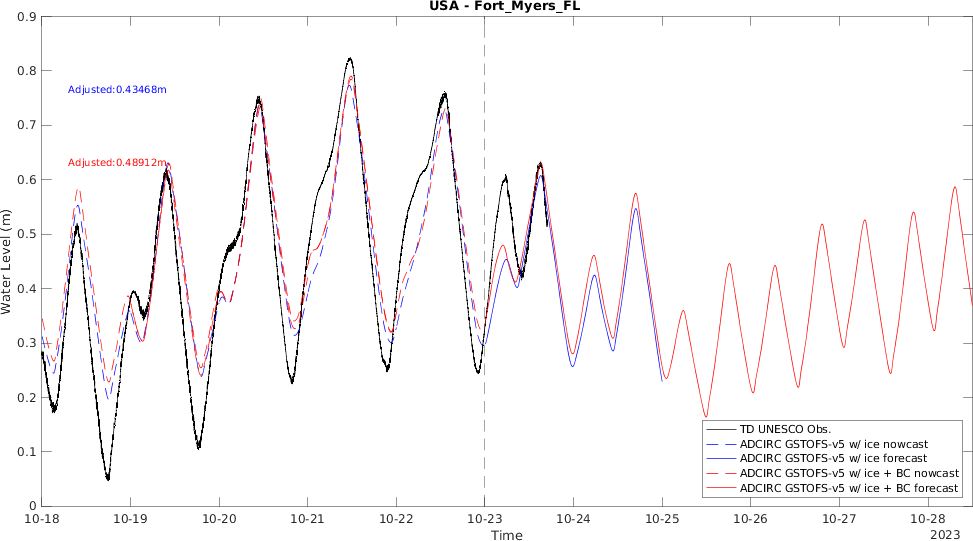 USA - Fort_Myers_FL
0.9
0.8
0.7
0.6
0.5
0.4
0.3
0.2
0.1
0
Water Level (m)
Adjusted:0.43468m
Adjusted:0.48912m
TD UNESCO Obs.
ADCIRC GSTOFS-v5 w/ ice nowcast
ADCIRC GSTOFS-v5 w/ ice forecast
ADCIRC GSTOFS-v5 w/ ice + BC nowcast
ADCIRC GSTOFS-v5 w/ ice + BC forecast
10-18 10-19 10-20 10-21 10-22 10-23 10-24 10-25 10-26 10-27 10-28
Time
2023